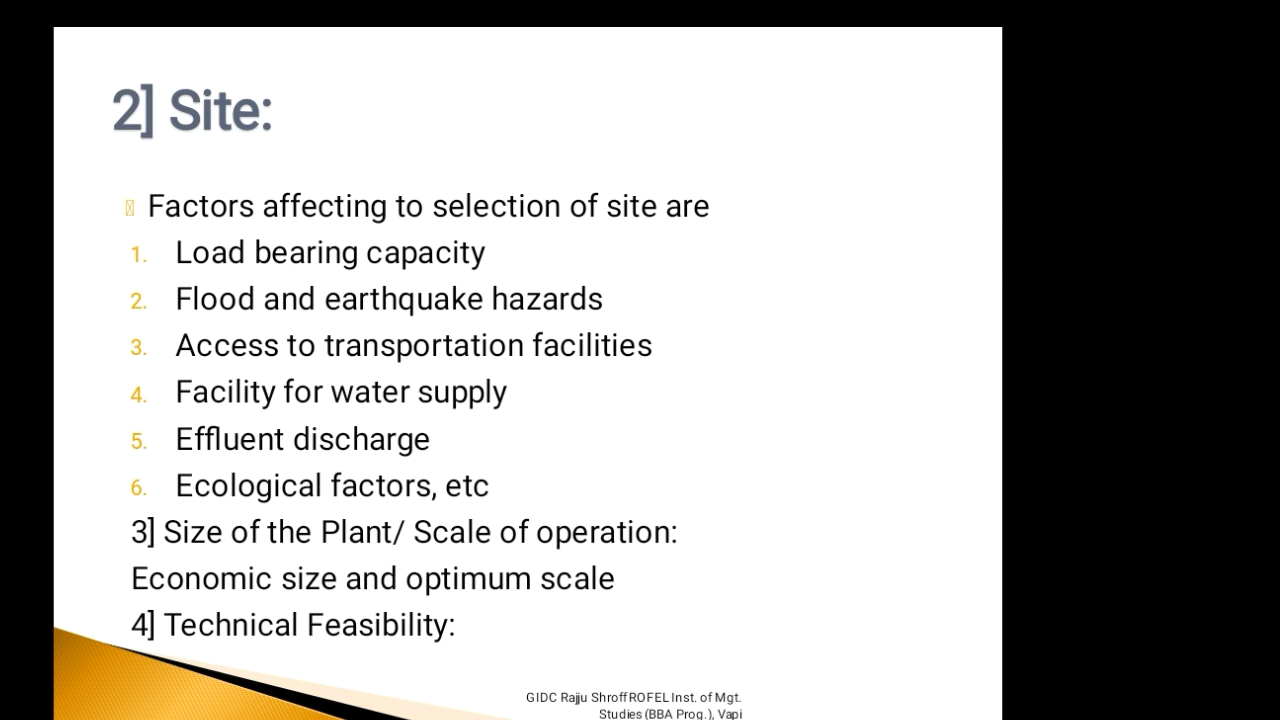 2] Site:
Factors affecting to selection of site are
1. Load bearing capacity
2. Flood and earthquake hazards
3. Access to transportation facilities
4. Facility for water supply
5. Effluent discharge
6. Ecological factors, etc
3] Size of the Plant/ Scale of operation:
Economic size and optimum scale
4] Technical Feasibility:
GIDC Rajju Shroff ROFEL Inst. of Mgt.
Studies (BBA Prog.), Vapi